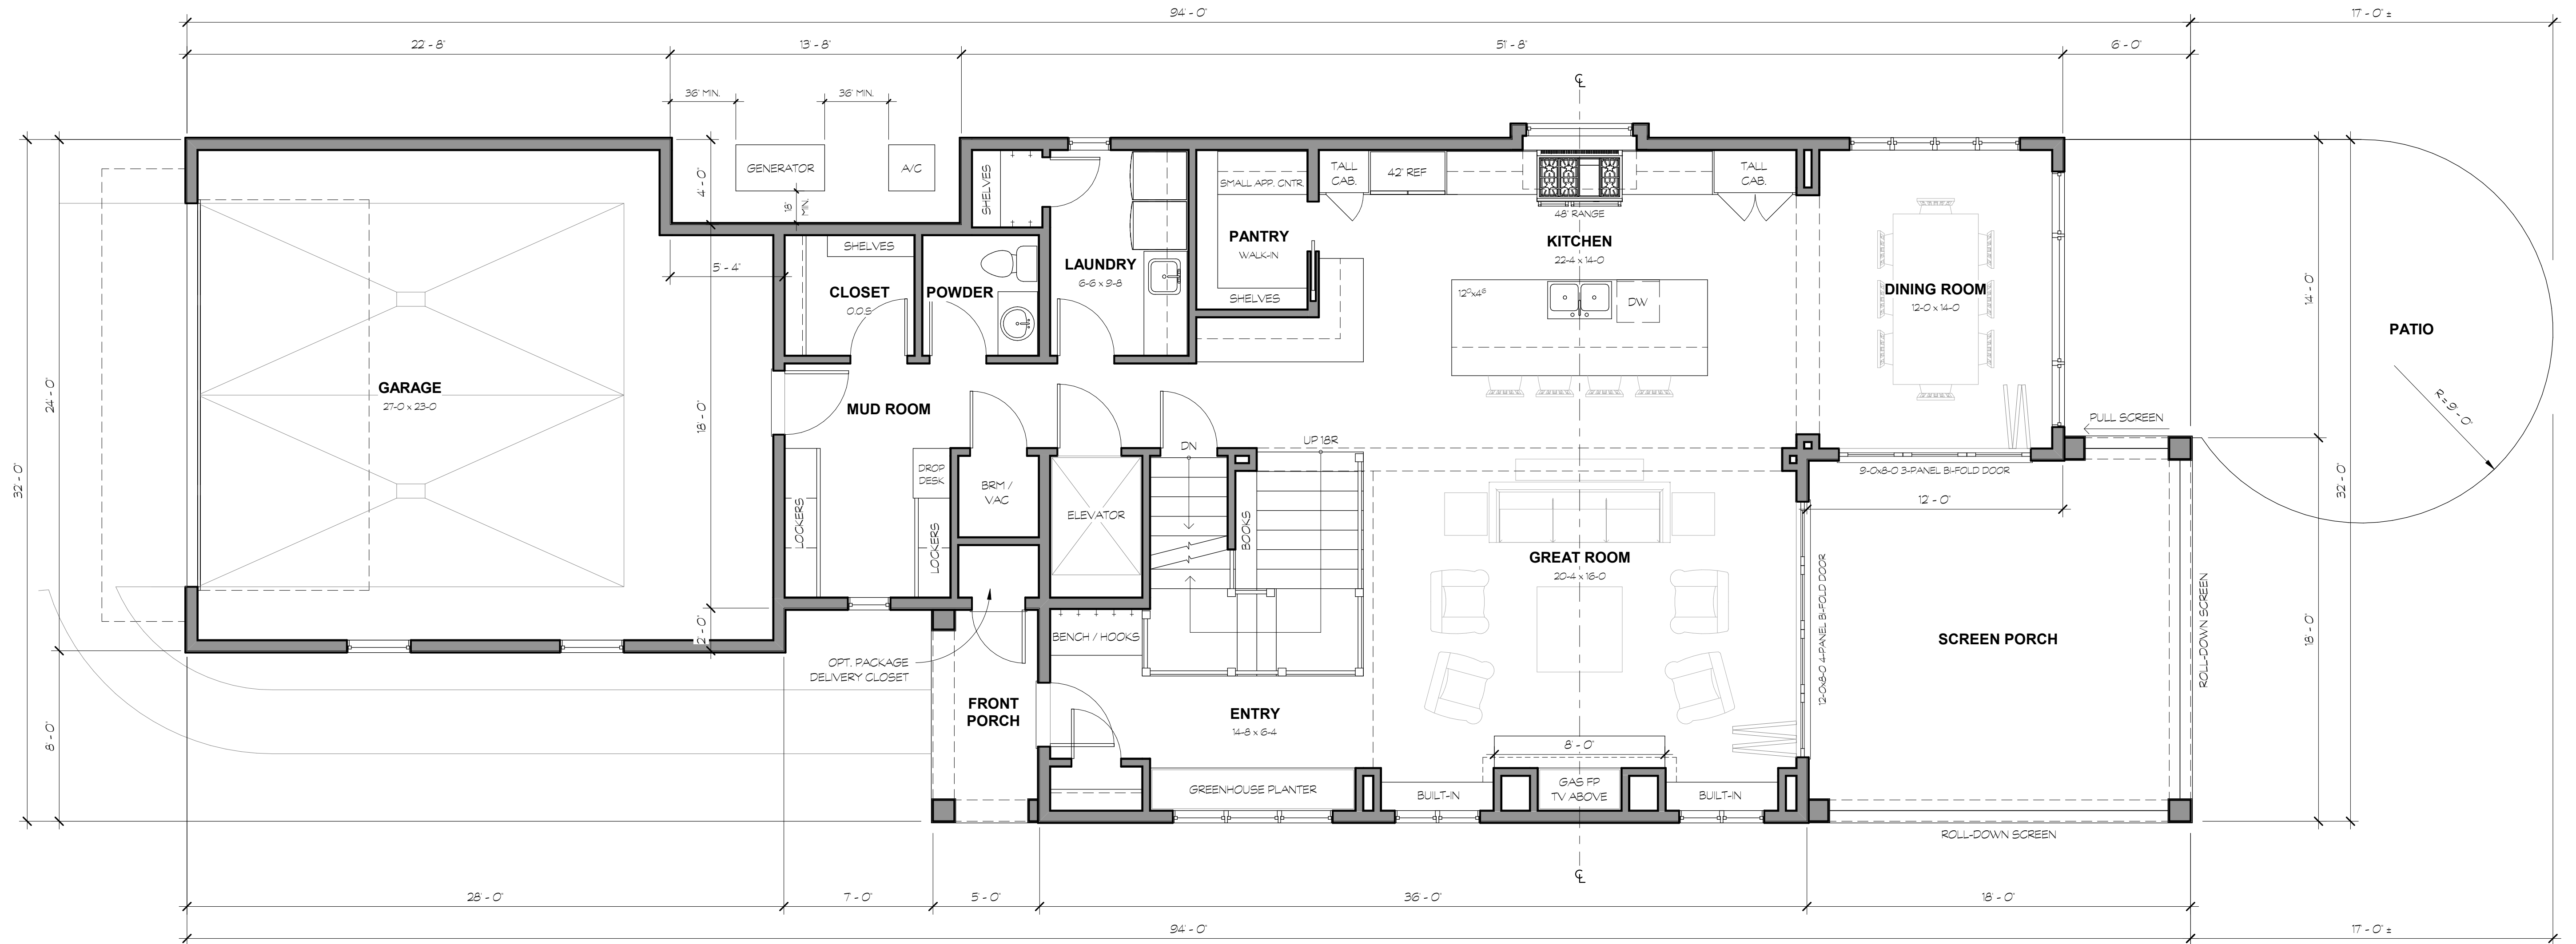 94' - 0"
17' - 0" ±
22' - 8"
13' - 8"
51' - 8"
6' - 0"
36" MIN.
36" MIN.
℄
GENERATOR
A/C
4' - 0"
18"
MIN.
5' - 4"
SHELVES
SHELVES
CLOSET
O.O.S.
POWDER
LAUNDRY
6-6 x 9-8
SMALL APP. CNTR.
PANTRY
WALK-IN
SHELVES
TALL
CAB.
42" REF
48" RANGE
TALL
CAB.
KITCHEN
22-4 x 14-0
12⁰x4⁶
DW
DINING ROOM
12-0 x 14-0
14' - 0"
PATIO
R = 9' - 0"
PULL SCREEN
GARAGE
27-0 x 23-0
24' - 0"
32' - 0"
18' - 0"
MUD ROOM
LOCKERS
DROP
DESK
LOCKERS
BRM /
VAC
ELEVATOR
DN
UP 18R
BOOKS
9-0x8-0 3-PANEL BI-FOLD DOOR
12' - 0"
32' - 0"
GREAT ROOM
20-4 x 16-0
12-0x8-0 4-PANEL BI-FOLD DOOR
SCREEN PORCH
ROLL-DOWN SCREEN
18' - 0"
2' - 0"
BENCH / HOOKS
OPT. PACKAGE
DELIVERY CLOSET
FRONT
PORCH
ENTRY
14-8 x 6-4
8' - 0"
8' - 0"
GREENHOUSE PLANTER
BUILT-IN
GAS FP
TV ABOVE
BUILT-IN
ROLL-DOWN SCREEN
℄
28' - 0"
7' - 0"
5' - 0"
36' - 0"
18' - 0"
94' - 0"
17' - 0" ±